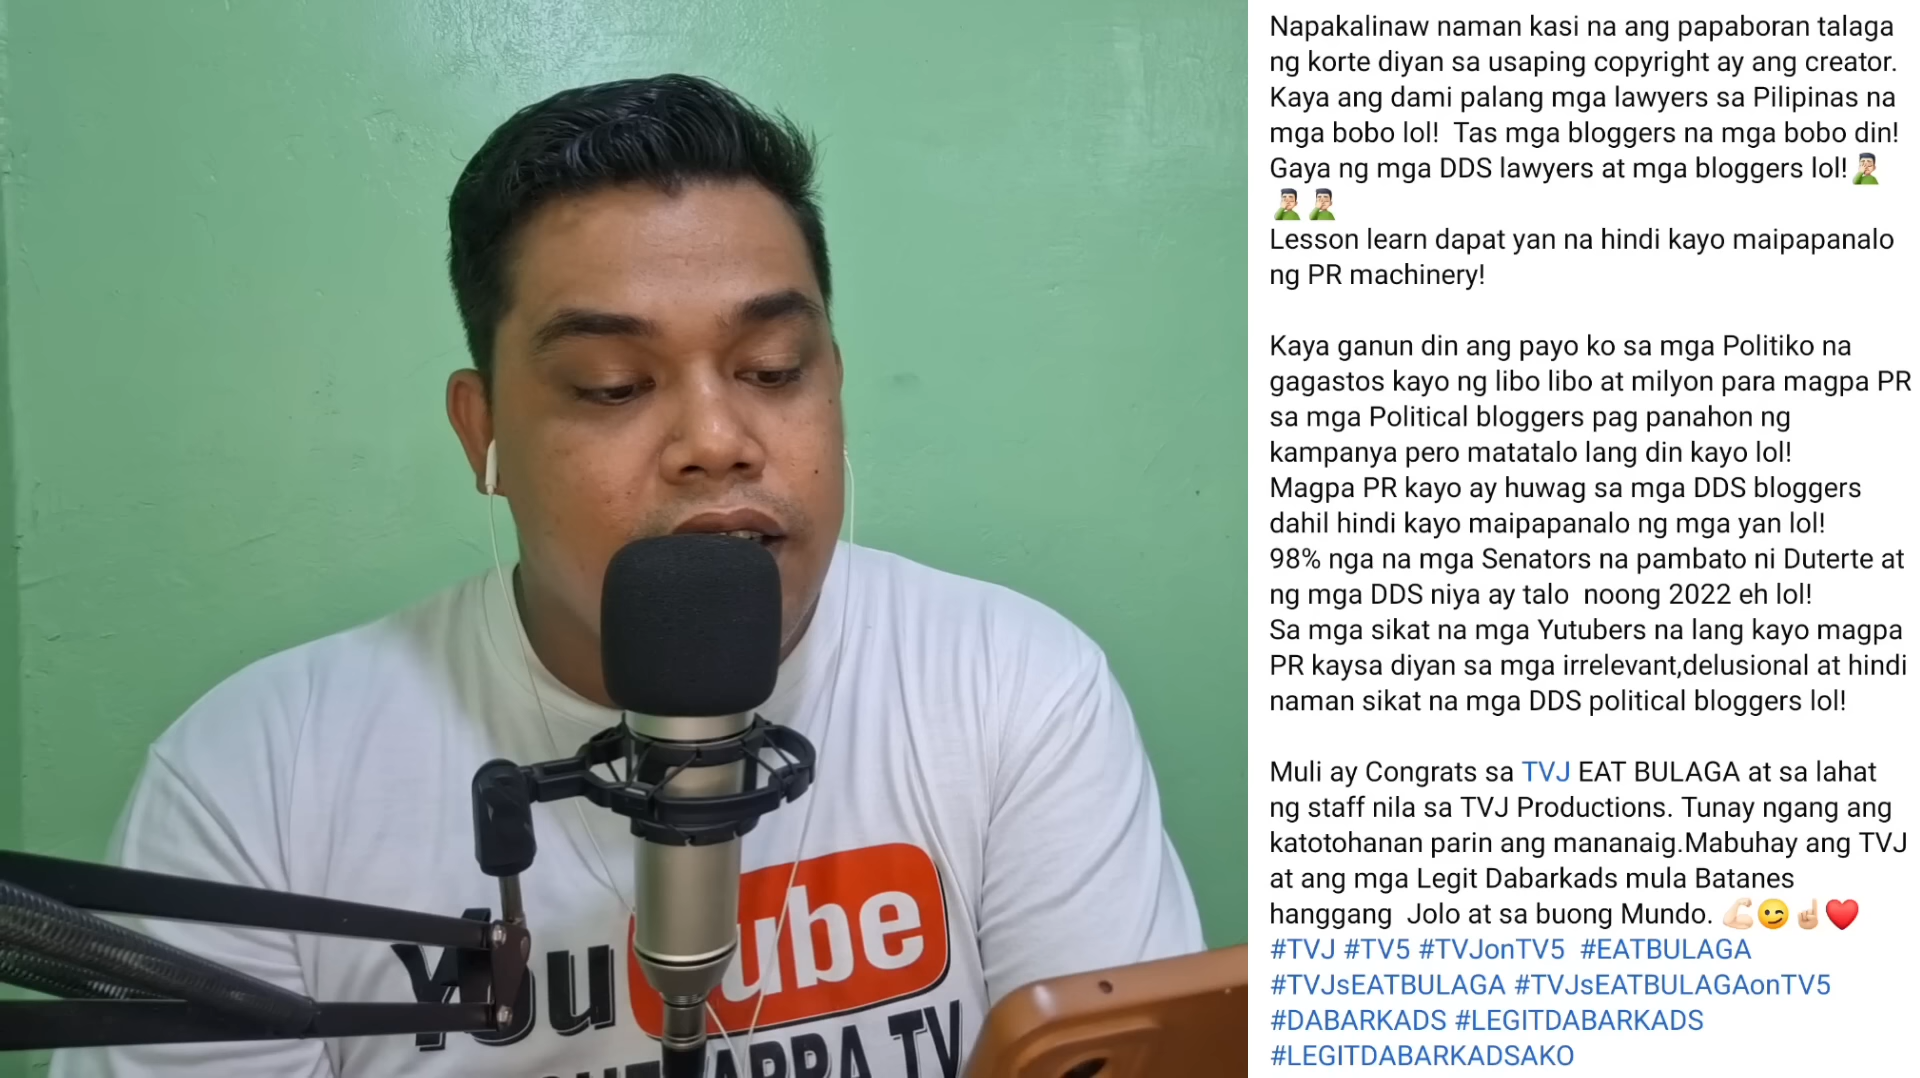 Napakalinaw naman kasi na ang papaboran talaga
ng korte diyan sa usaping copyright ay ang creator.
Kaya ang dami palang mga lawyers sa Pilipinas na
mga bobo lol!  Tas mga bloggers na mga bobo din!
Gaya ng mga DDS lawyers at mga bloggers lol!🤦🏻‍♂️
🤦🏻‍♂️🤦🏻‍♂️
Lesson learn dapat yan na hindi kayo maipapanalo
ng PR machinery!
Kaya ganun din ang payo ko sa mga Politiko na
gagastos kayo ng libo libo at milyon para magpa PR
sa mga Political bloggers pag panahon ng
kampanya pero matatalo lang din kayo lol!
Magpa PR kayo ay huwag sa mga DDS bloggers
dahil hindi kayo maipapanalo ng mga yan lol!
98% nga na mga Senators na pambato ni Duterte at
ng mga DDS niya ay talo  noong 2022 eh lol!
Sa mga sikat na mga Yutubers na lang kayo magpa
PR kaysa diyan sa mga irrelevant,delusional at hindi
naman sikat na mga DDS political bloggers lol!
Muli ay Congrats sa TVJ EAT BULAGA at sa lahat
ng staff nila sa TVJ Productions. Tunay ngang ang
katotohanan parin ang mananaig.Mabuhay ang TVJ
at ang mga Legit Dabarkads mula Batanes
hanggang  Jolo at sa buong Mundo. 💪🏻😉☝🏻❤️
#TVJ #TV5 #TVJonTV5  #EATBULAGA
#TVJsEATBULAGA #TVJsEATBULAGAonTV5
#DABARKADS #LEGITDABARKADS
#LEGITDABARKADSAKO
YouTube
TV